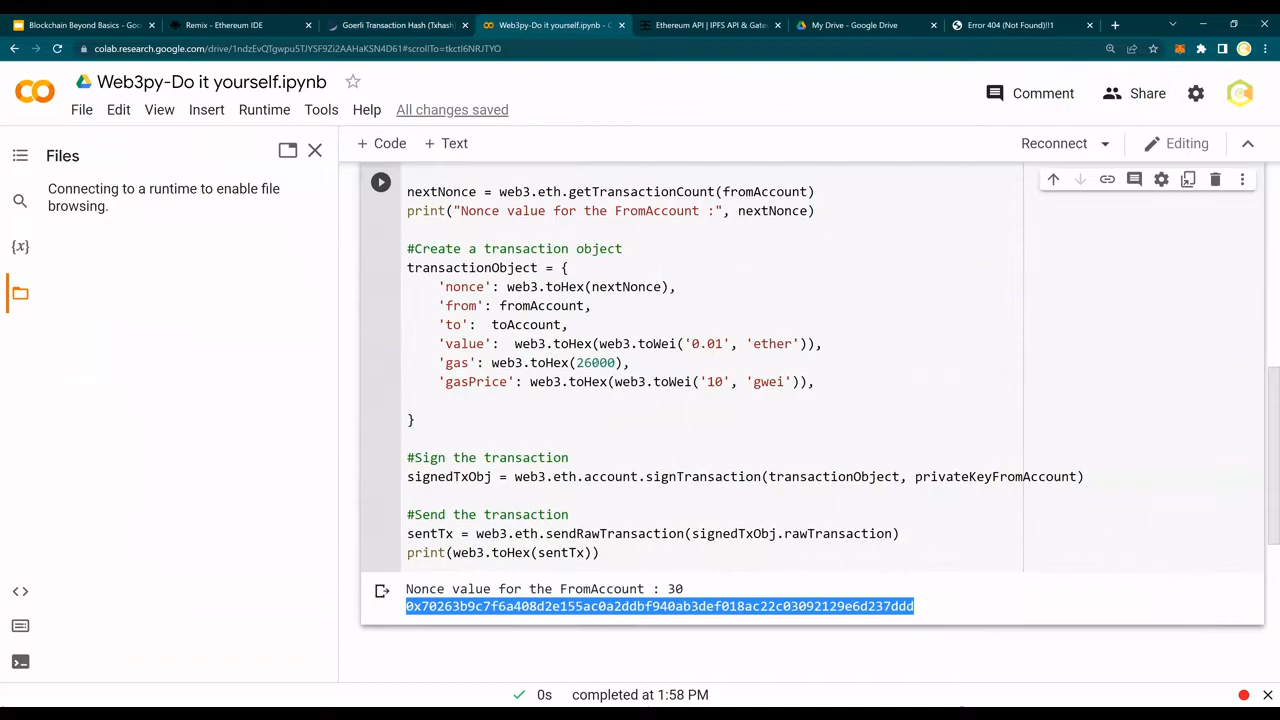 Blockchain Beyond Basics - Goo
Remix - Ethereum IDE
Goerli Transaction Hash (Txhash)
Web3py-Do it yourself.ipynb - C
Ethereum API | IPFS API & Gate
My Drive - Google Drive
Error 404 (Not Found)!!1
colab.research.google.com/drive/1ndzEvQTgwpu5TJYSF9Zi2AAHaKSN4D61#scrollTo=tkctl6NRJTYO
CO
Web3py-Do it yourself.ipynb
File Edit View Insert Runtime Tools Help All changes saved
Comment
Share
Files
Connecting to a runtime to enable file
browsing.
{x}
+ Code + Text
Reconnect
Editing
nextNonce = web3.eth.getTransactionCount(fromAccount)
print("Nonce value for the FromAccount :", nextNonce)
#Create a transaction object
transactionObject = {
'nonce': web3.toHex(nextNonce),
'from': fromAccount,
'to': toAccount,
'value': web3.toHex(web3.toWei('0.01', 'ether')),
'gas': web3.toHex(26000),
'gasPrice': web3.toHex(web3.toWei('10', 'gwei')),
}
#Sign the transaction
signedTxObj = web3.eth.account.signTransaction(transactionObject, privateKeyFromAccount)
#Send the transaction
sentTx = web3.eth.sendRawTransaction(signedTxObj.rawTransaction)
print(web3.toHex(sentTx))
Nonce value for the FromAccount : 30
0x70263b9c7f6a408d2e155ac0a2ddbf940ab3def018ac22c03092129e6d237ddd
0s completed at 1:58 PM